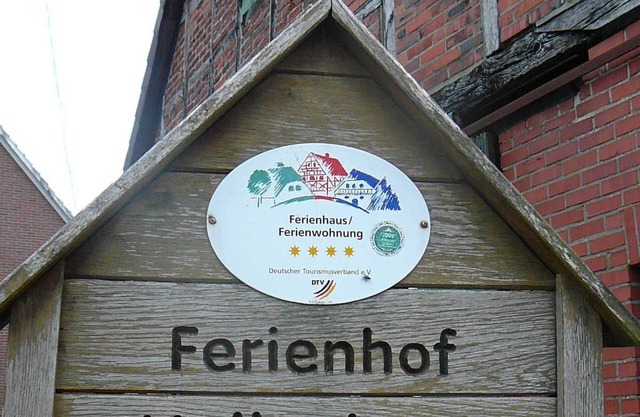 Ferienhaus/
Ferienwohnung
Deutscher Tourismusverband e.V
DTV
Ferienhof